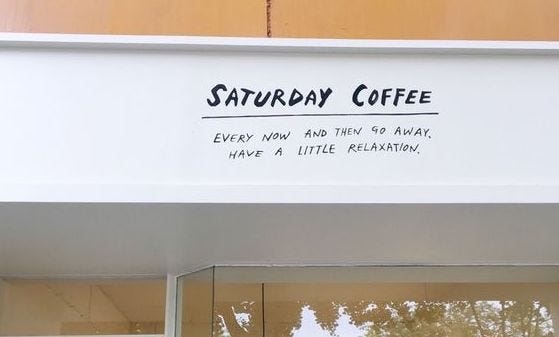 SATURDAY COFFEE
EVERY NOW AND THEN GO AWAY,
HAVE A LITTLE RELAXATION.